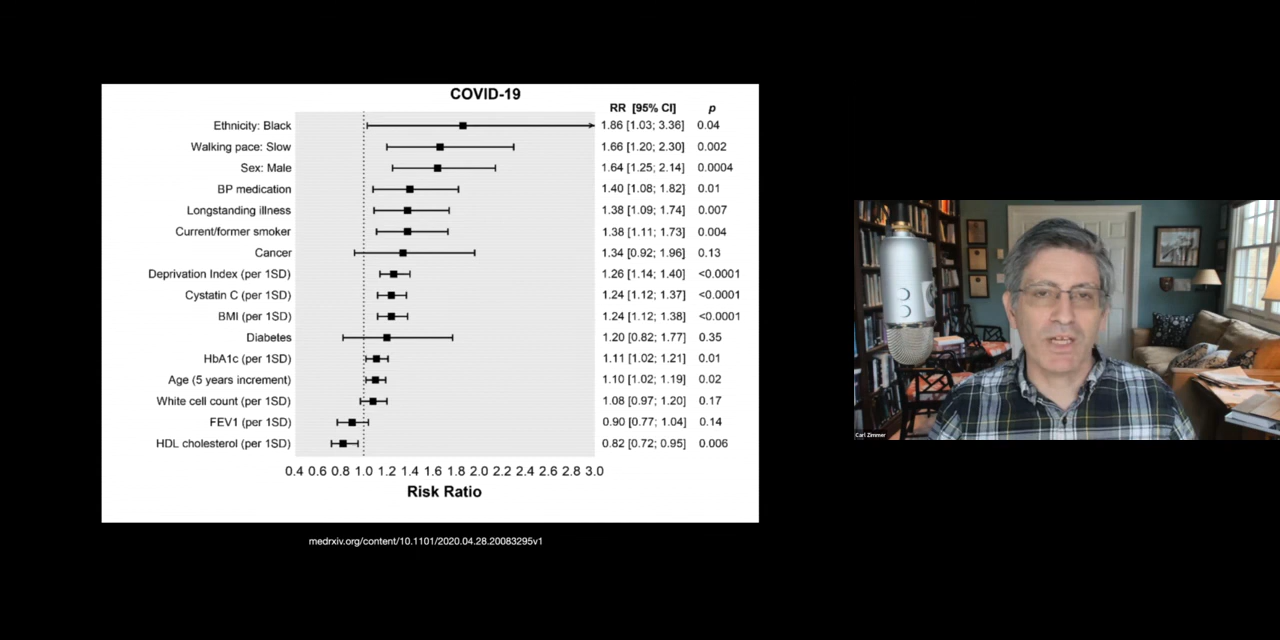 COVID-19
RR [95% CI] p
Ethnicity: Black 1.86 [1.03; 3.36] 0.04
Walking pace: Slow 1.66 [1.20; 2.30] 0.002
Sex: Male 1.64 [1.25; 2.14] 0.0004
BP medication 1.40 [1.08; 1.82] 0.01
Longstanding illness 1.38 [1.09; 1.74] 0.007
Current/former smoker 1.38 [1.11; 1.73] 0.004
Cancer 1.34 [0.92; 1.96] 0.13
Deprivation Index (per 1SD) 1.26 [1.14; 1.40] <0.0001
Cystatin C (per 1SD) 1.24 [1.12; 1.37] <0.0001
BMI (per 1SD) 1.24 [1.12; 1.38] <0.0001
Diabetes 1.20 [0.82; 1.77] 0.35
HbA1c (per 1SD) 1.11 [1.02; 1.21] 0.01
Age (5 years increment) 1.10 [1.02; 1.19] 0.02
White cell count (per 1SD) 1.08 [0.97; 1.20] 0.17
FEV1 (per 1SD) 0.90 [0.77; 1.04] 0.14
HDL cholesterol (per 1SD) 0.82 [0.72; 0.95] 0.006
0.4 0.6 0.8 1.0 1.2 1.4 1.6 1.8 2.0 2.2 2.4 2.6 2.8 3.0
Risk Ratio
medrxiv.org/content/10.1101/2020.04.28.20083295v1
Carl Zimmer